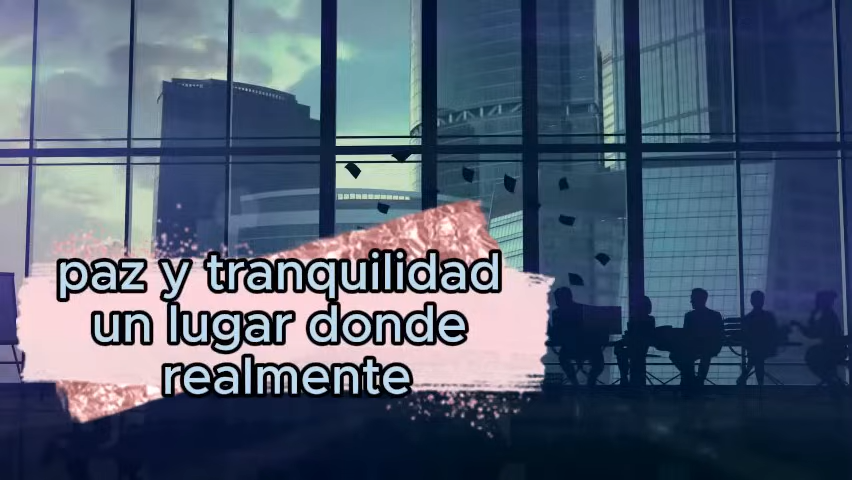 paz y tranquilidad
un lugar donde
realmente